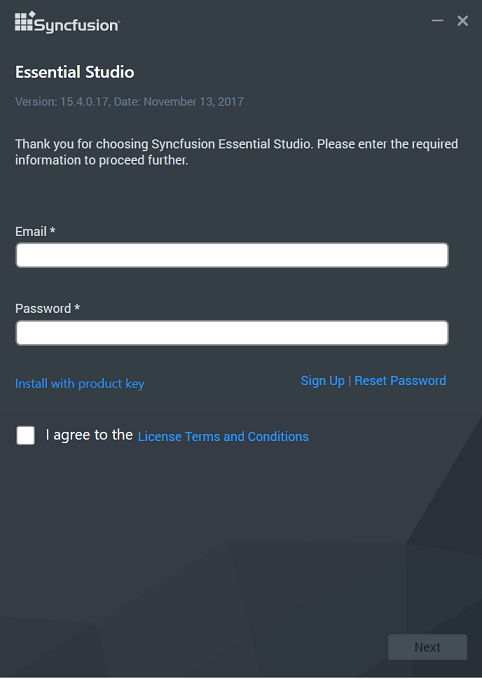 Syncfusion
Essential Studio
Version: 15.4.0.17, Date: November 13, 2017
Thank you for choosing Syncfusion Essential Studio. Please enter the required
information to proceed further.
Email *
Password *
Install with product key
Sign Up | Reset Password
I agree to the License Terms and Conditions
Next